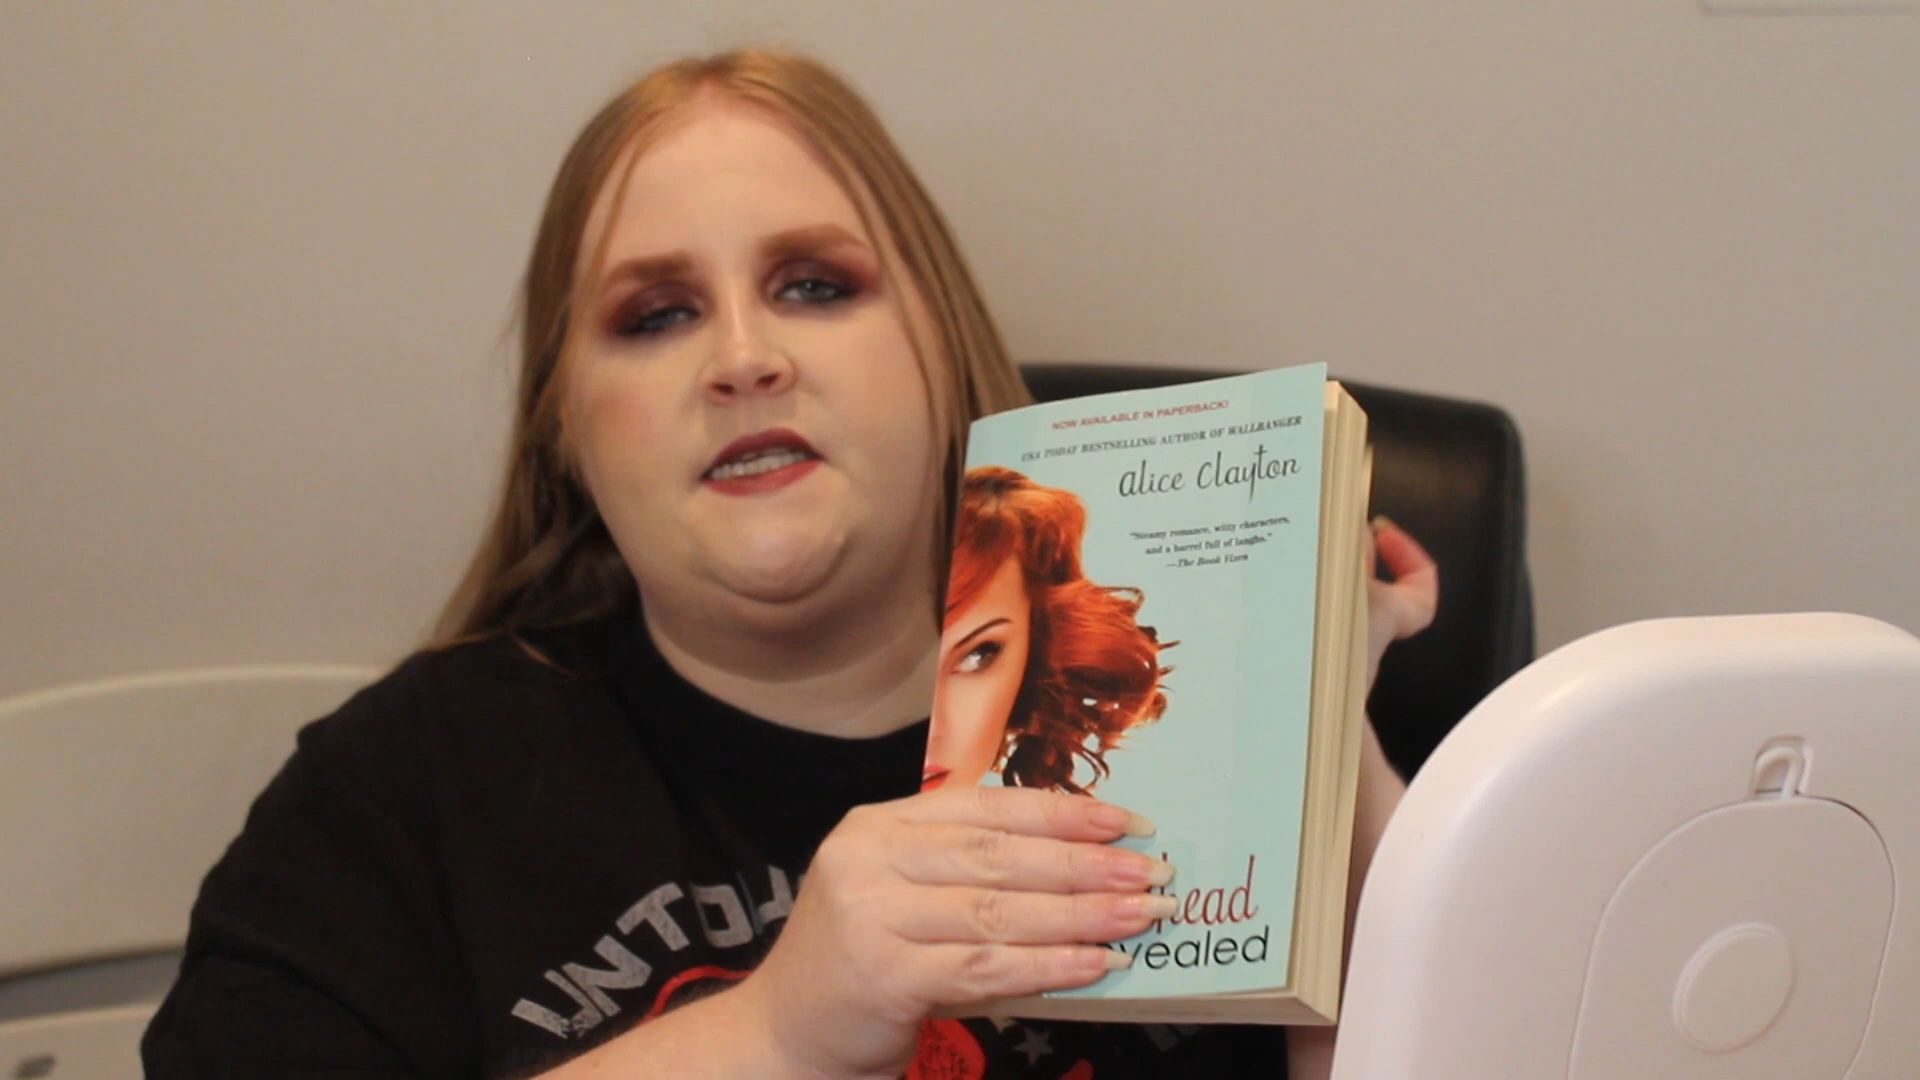 NOW AVAILABLE IN PAPERBACK!
USA TODAY BESTSELLING AUTHOR OF WALLBANGER
alice clayton
"Steamy romance, witty characters,
and a barrel full of laughs."
—The Book Vixen
head
vealed
UNTOU